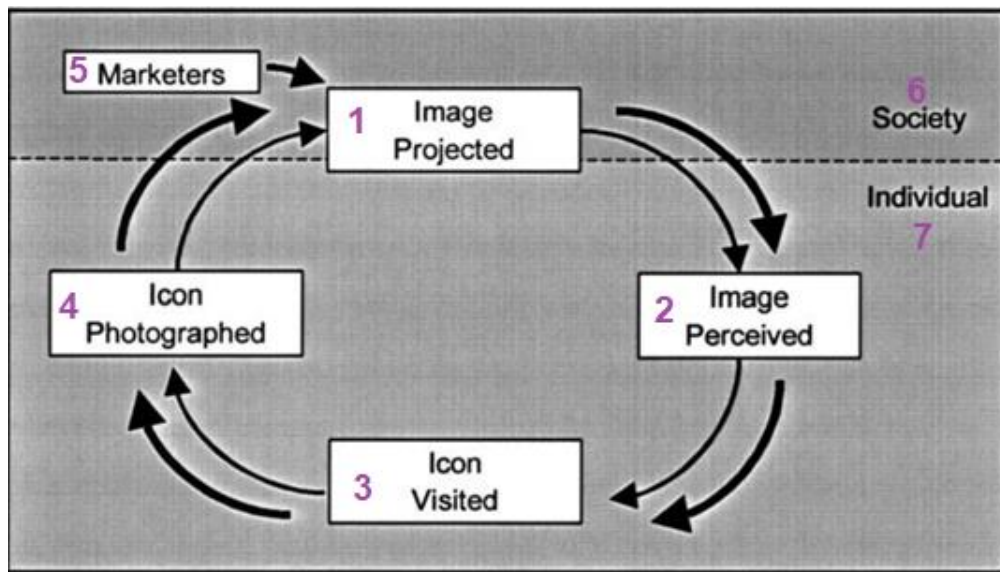 5 Marketers
1 Image
Projected
6
Society
Individual
7
4 Icon
Photographed
2 Image
Perceived
3 Icon
Visited